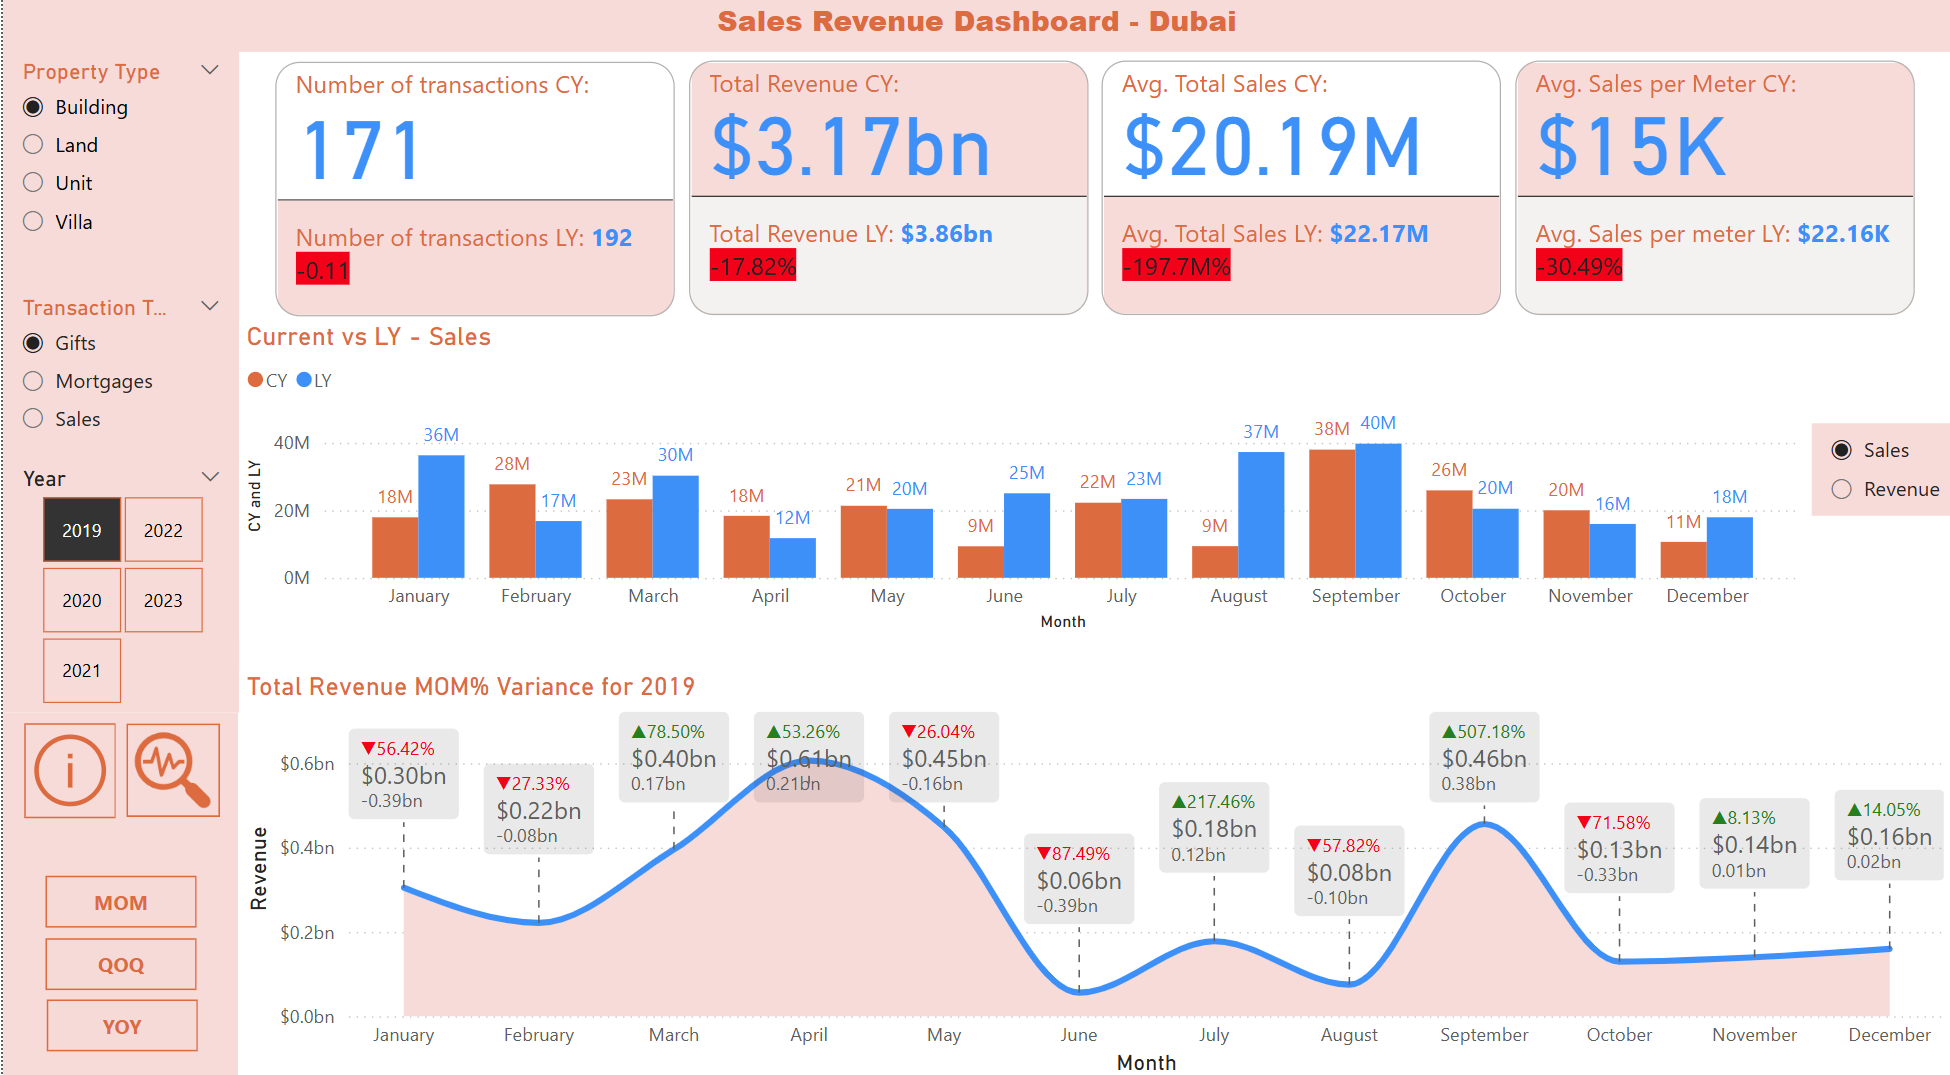 Sales Revenue Dashboard - Dubai
Property Type
Building
Land
Unit
Villa
Transaction T...
Gifts
Mortgages
Sales
Year
2019
2022
2020
2023
2021
i
MOM
QOQ
YOY
Number of transactions CY:
171
Number of transactions LY: 192
-0.11
Total Revenue CY:
$3.17bn
Total Revenue LY: $3.86bn
-17.82%
Avg. Total Sales CY:
$20.19M
Avg. Total Sales LY: $22.17M
-197.7M%
Avg. Sales per Meter CY:
$15K
Avg. Sales per meter LY: $22.16K
-30.49%
Current vs LY - Sales
CY LY
CY and LY
40M
20M
0M
18M 36M
28M 17M
23M 30M
18M 12M
21M 20M
9M 25M
22M 23M
9M 37M
38M 40M
26M 20M
20M 16M
11M 18M
January February March April May June July August September October November December
Month
Sales
Revenue
Total Revenue MOM% Variance for 2019
Revenue
$0.6bn
$0.4bn
$0.2bn
$0.0bn
▼56.42%
$0.30bn
-0.39bn
▼27.33%
$0.22bn
-0.08bn
▲78.50%
$0.40bn
0.17bn
▲53.26%
$0.61bn
0.21bn
▼26.04%
$0.45bn
-0.16bn
▼87.49%
$0.06bn
-0.39bn
▲217.46%
$0.18bn
0.12bn
▼57.82%
$0.08bn
-0.10bn
▲507.18%
$0.46bn
0.38bn
▼71.58%
$0.13bn
-0.33bn
▲8.13%
$0.14bn
0.01bn
▲14.05%
$0.16bn
0.02bn
January February March April May June July August September October November December
Month